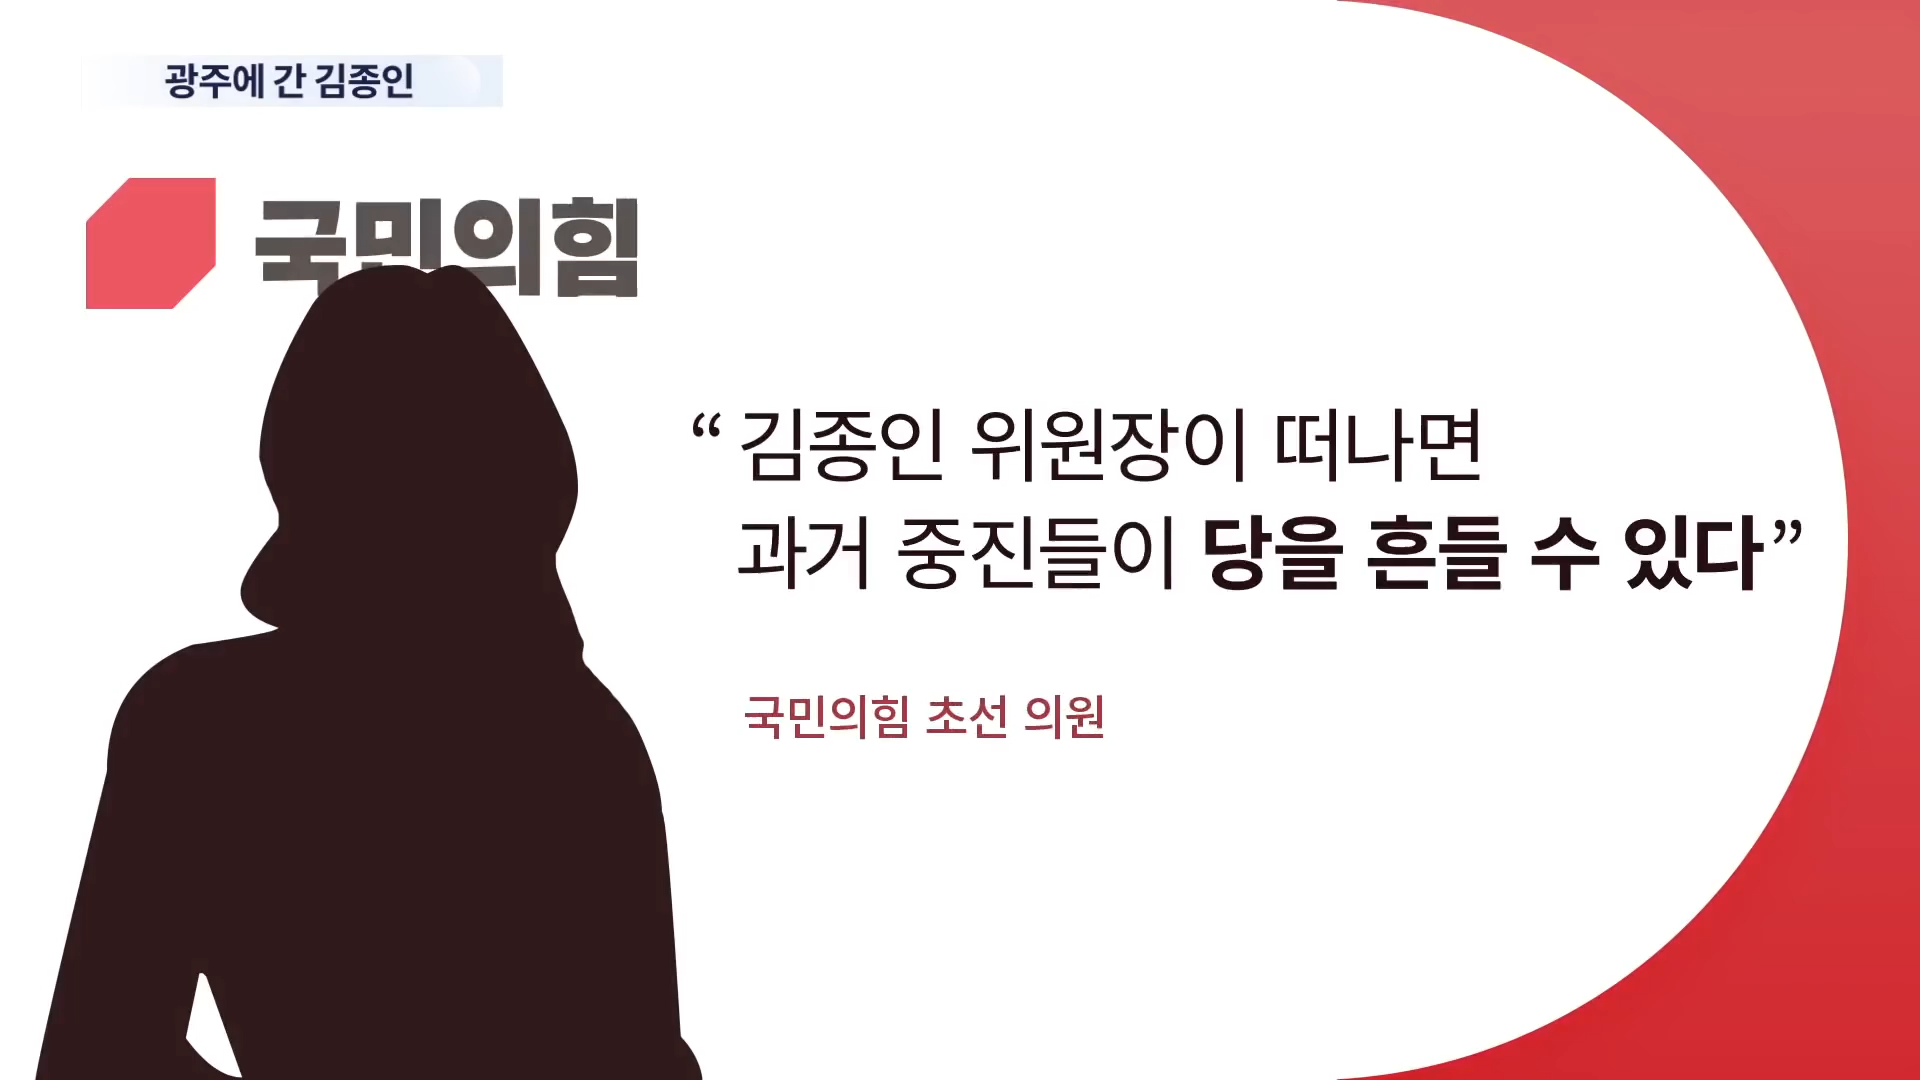 광주에 간 김종인
국민의힘
“ 김종인 위원장이 떠나면
과거 중진들이 당을 흔들 수 있다”
국민의힘 초선 의원